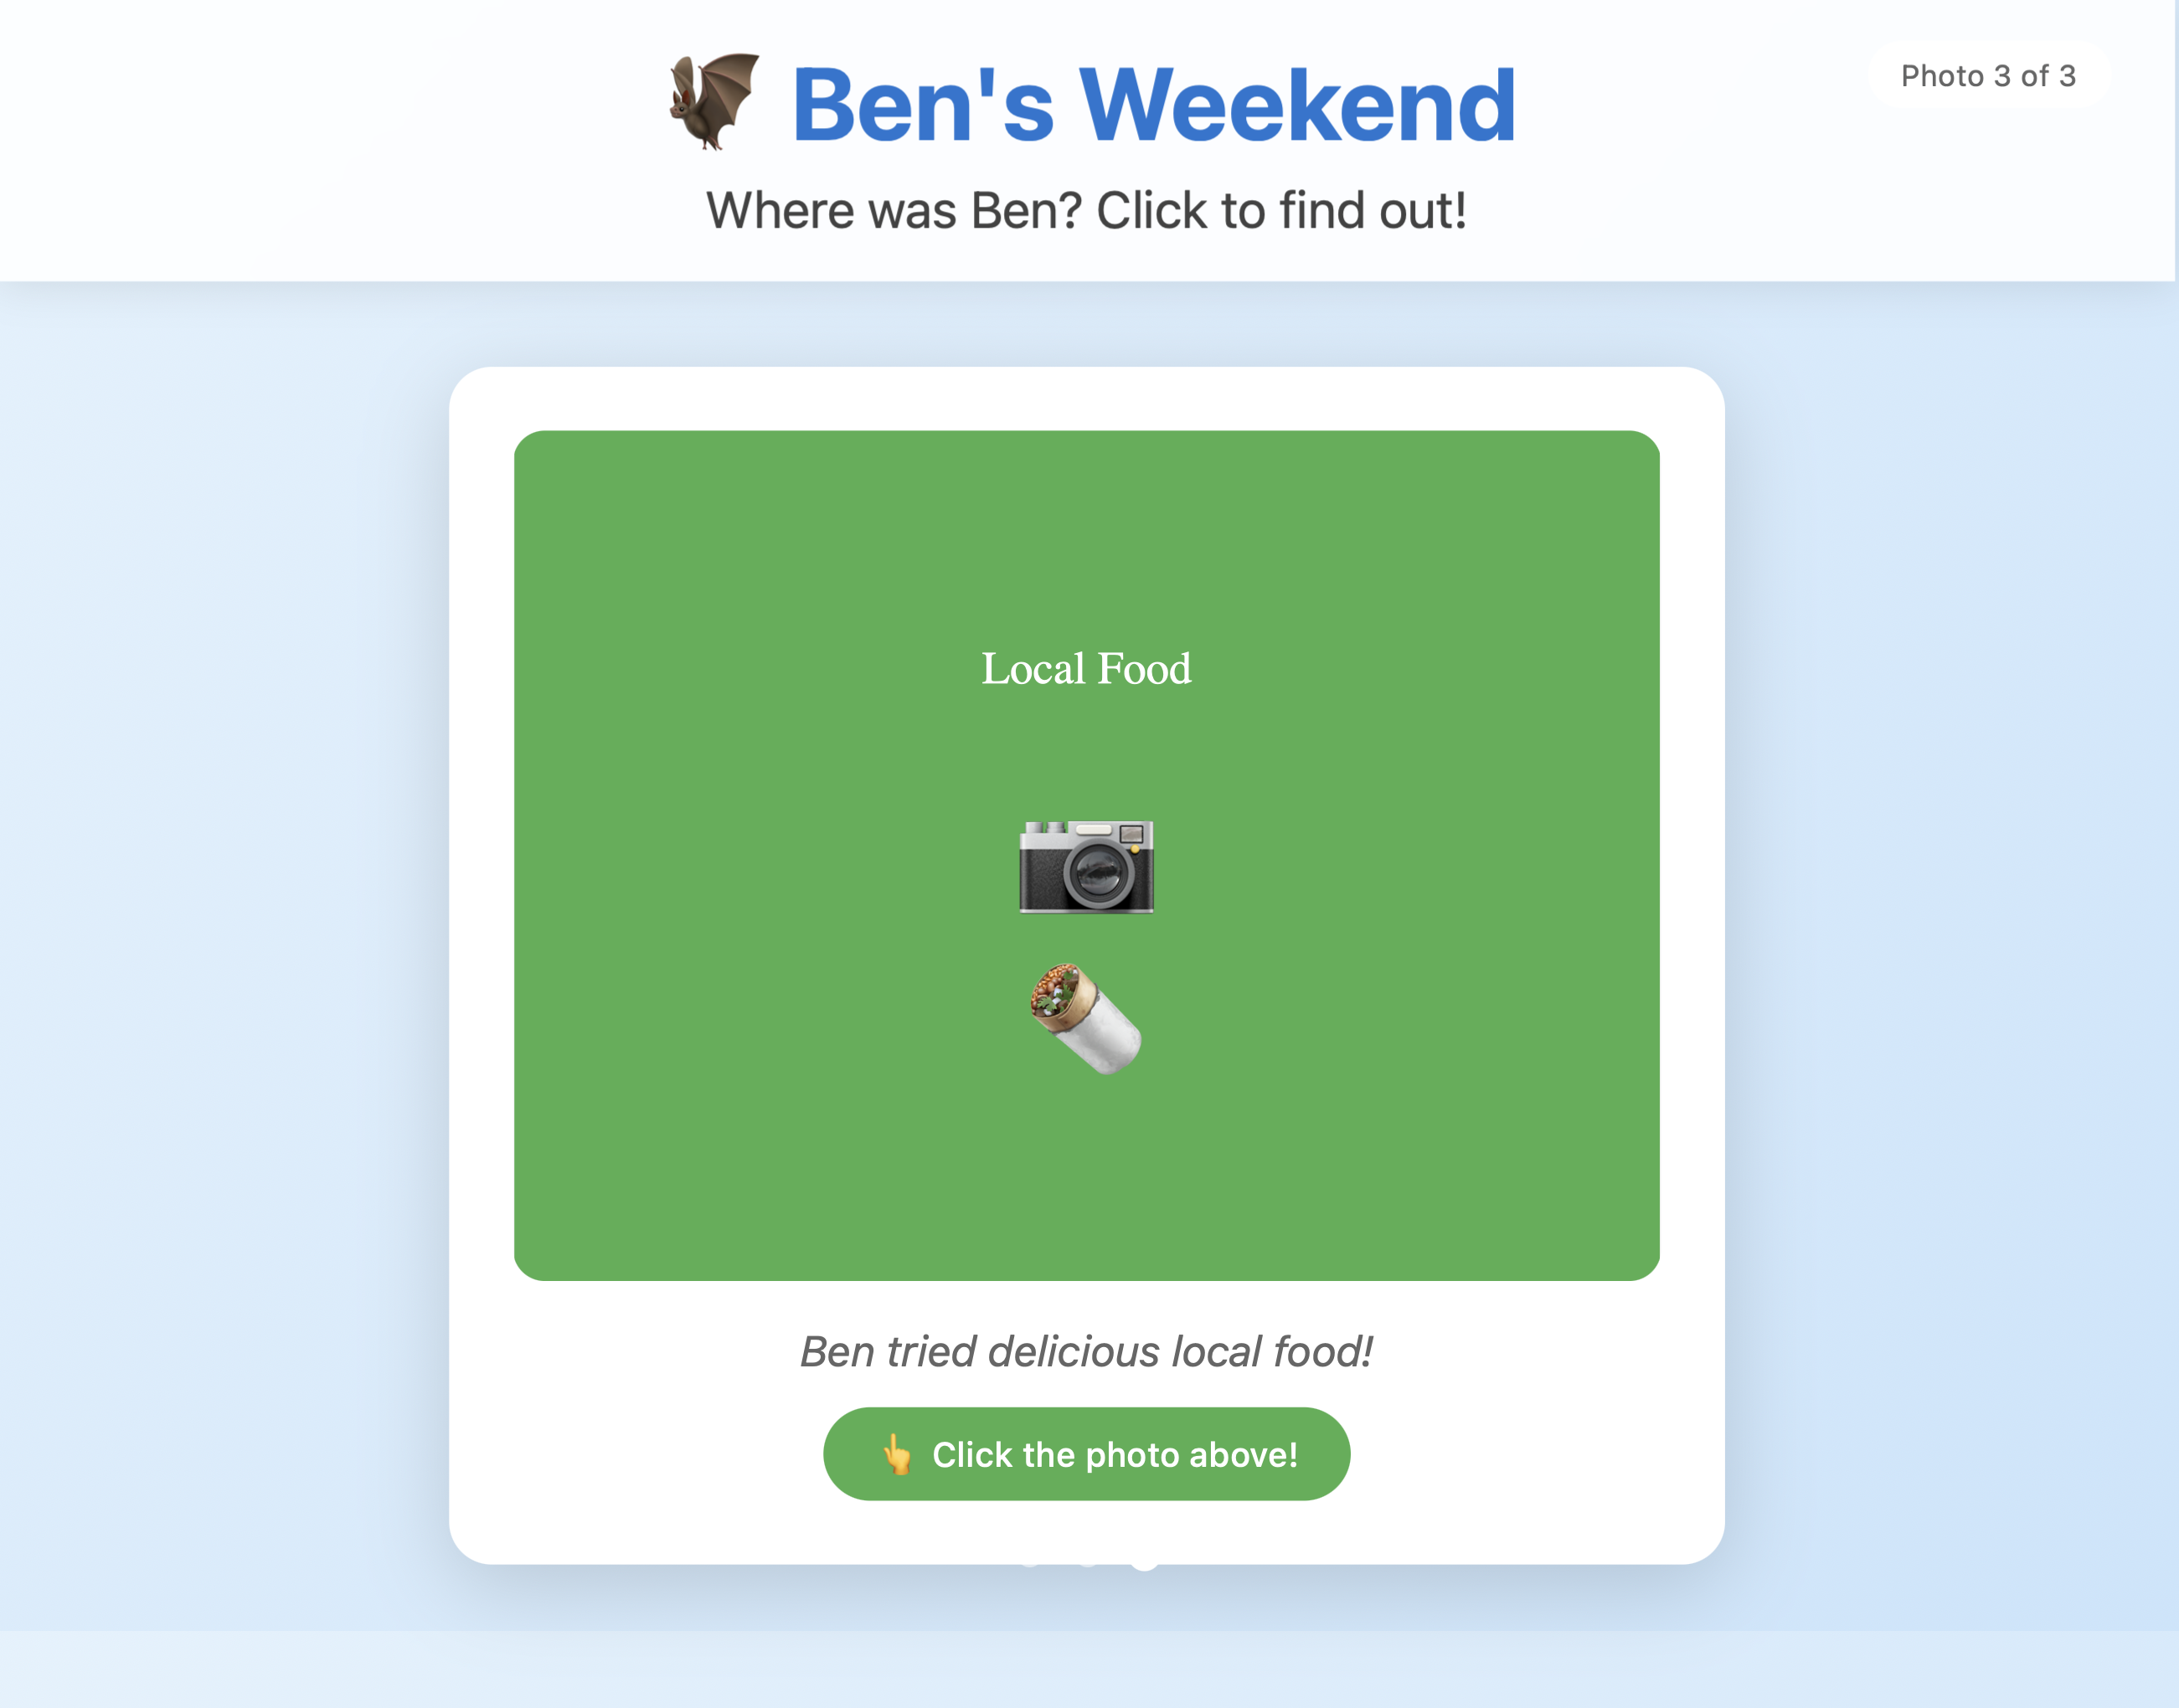 Ben's Weekend
Photo 3 of 3
Where was Ben? Click to find out!
Local Food
Ben tried delicious local food!
Click the photo above!